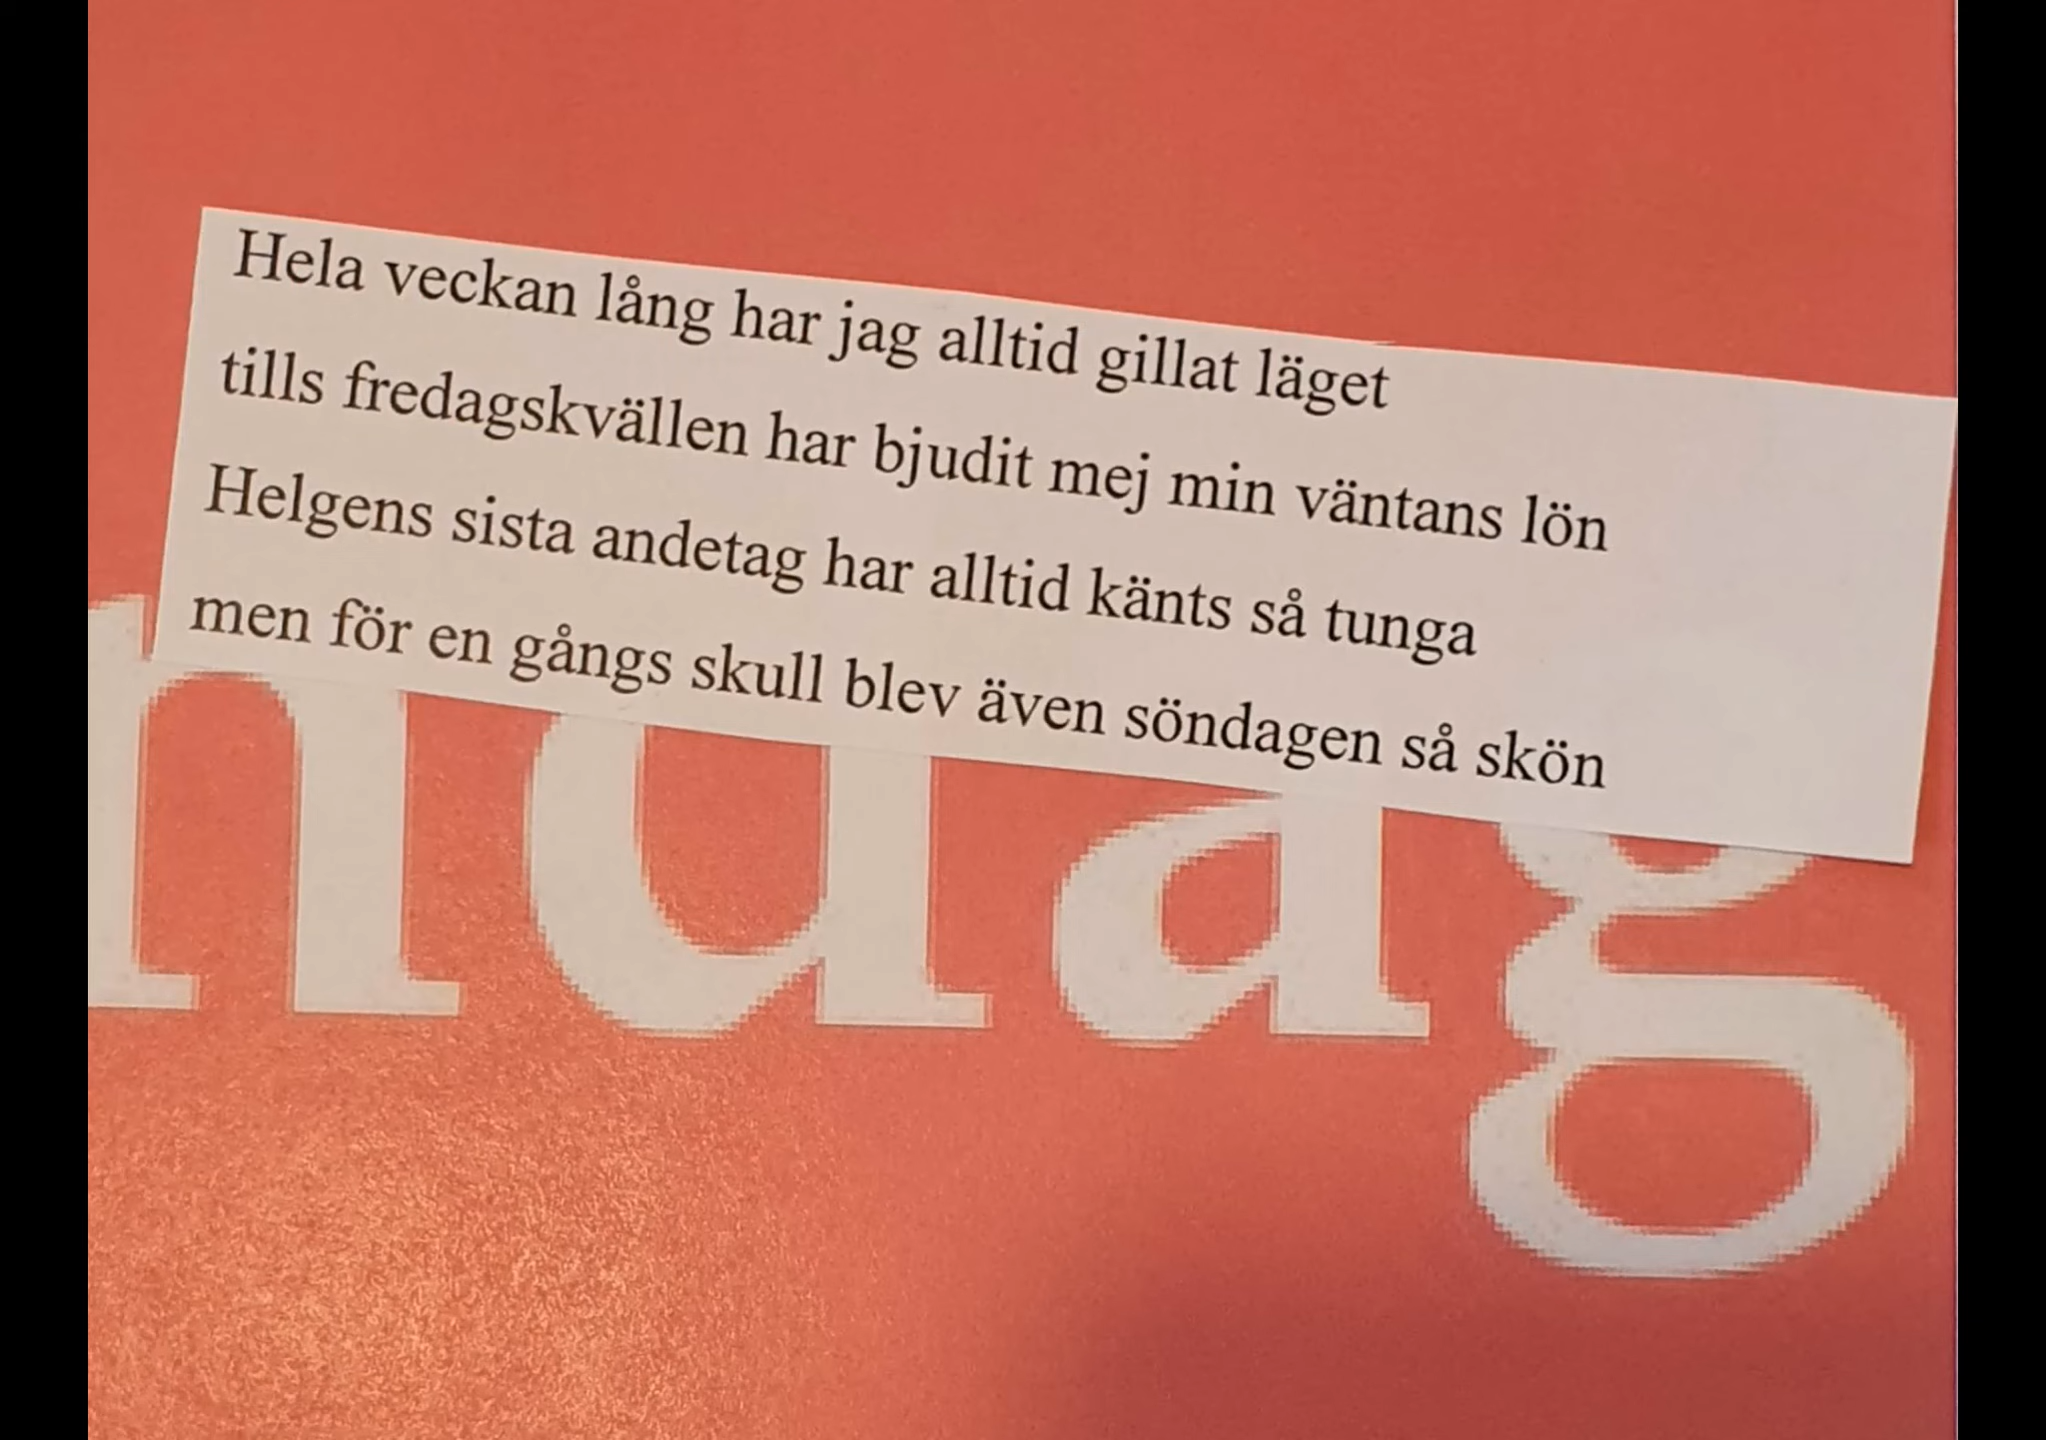 Hela veckan lång har jag alltid gillat läget
tills fredagskvällen har bjudit mej min väntans lön
Helgens sista andetag har alltid känts så tunga
men för en gångs skull blev även söndagen så skön
ndag